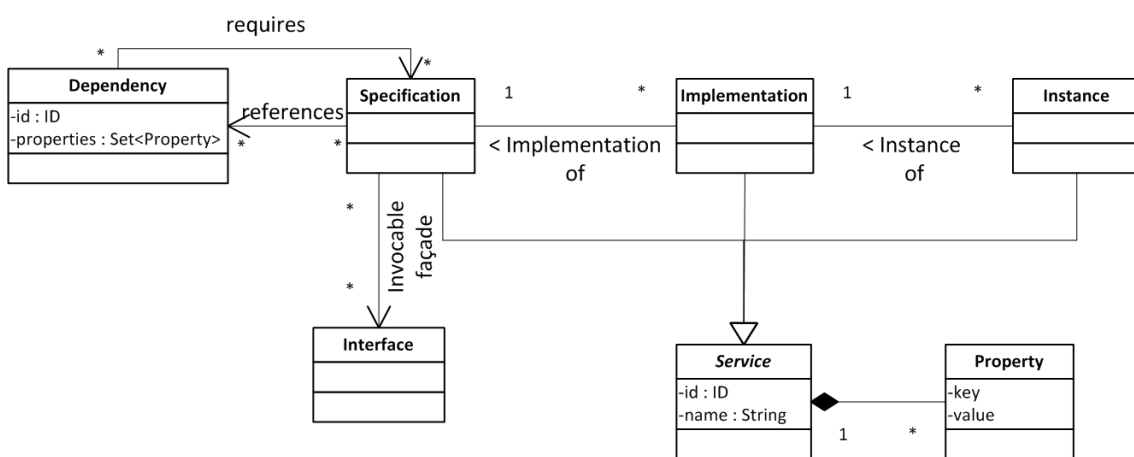 requires
*
*
Dependency
-id : ID
-properties : Set<Property>
references
*
*
Specification
1
*
< Implementation
of
Implementation
1
*
< Instance
of
Instance
*
*
Invocable
façade
Interface
Service
-id : ID
-name : String
1
*
Property
-key
-value